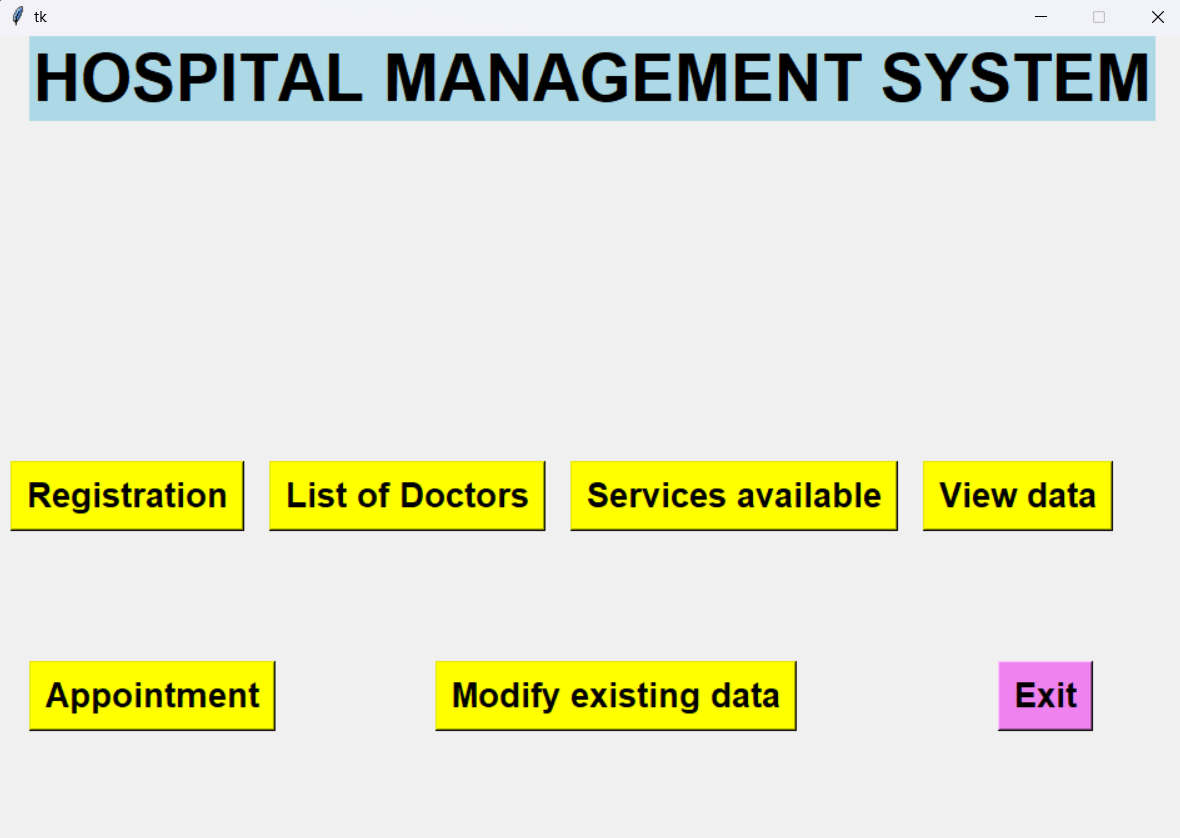 tk
HOSPITAL MANAGEMENT SYSTEM
Registration
List of Doctors
Services available
View data
Appointment
Modify existing data
Exit